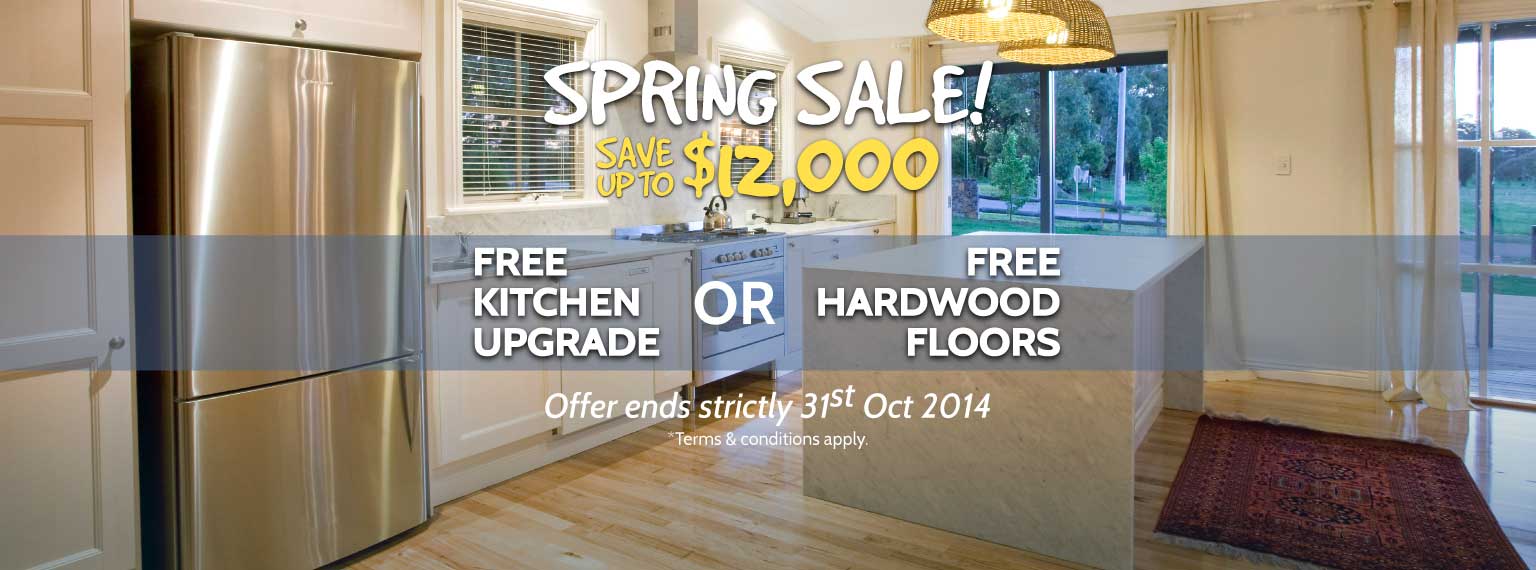 SPRING SALE!
SAVE
UP TO $12,000
FREE
KITCHEN
UPGRADE
OR
FREE
HARDWOOD
FLOORS
Offer ends strictly 31st Oct 2014
*Terms & conditions apply.